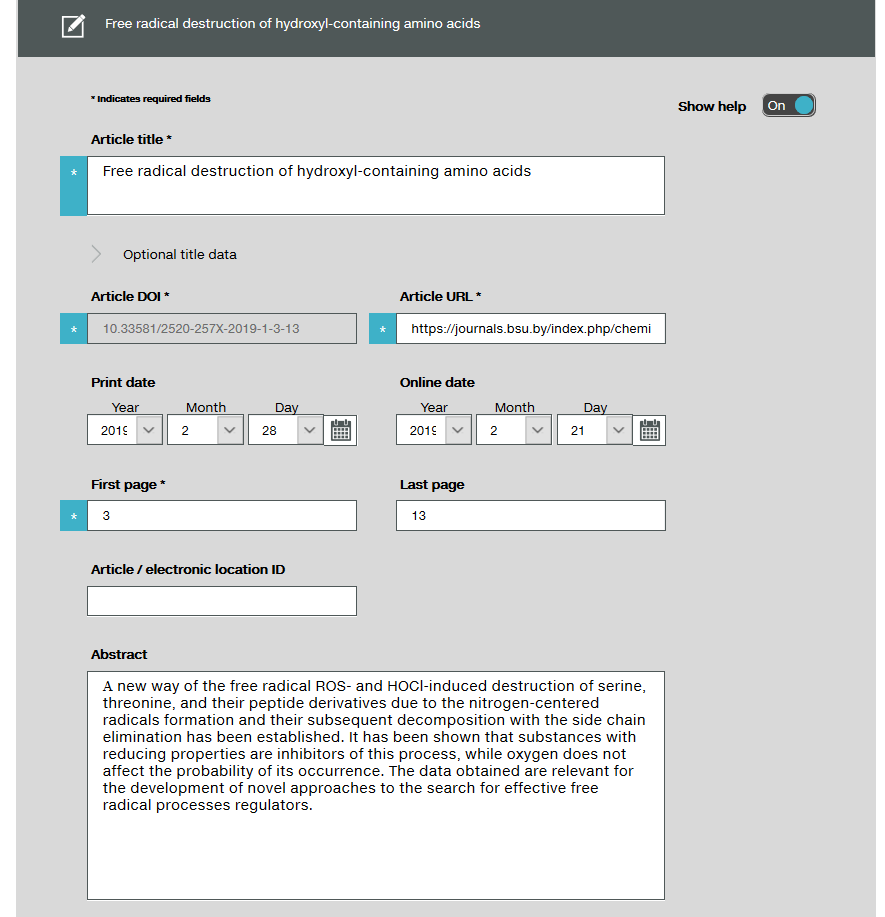 Free radical destruction of hydroxyl-containing amino acids
* Indicates required fields
Show help On
Article title *
* Free radical destruction of hydroxyl-containing amino acids
Optional title data
Article DOI * Article URL *
* 10.33581/2520-257X-2019-1-3-13 * https://journals.bsu.by/index.php/chemi
Print date Online date
Year Month Day Year Month Day
2019 2 28 2019 2 21
First page * Last page
* 3 13
Article / electronic location ID
Abstract
A new way of the free radical ROS- and HOCl-induced destruction of serine,
threonine, and their peptide derivatives due to the nitrogen-centered
radicals formation and their subsequent decomposition with the side chain
elimination has been established. It has been shown that substances with
reducing properties are inhibitors of this process, while oxygen does not
affect the probability of its occurrence. The data obtained are relevant for
the development of novel approaches to the search for effective free
radical processes regulators.